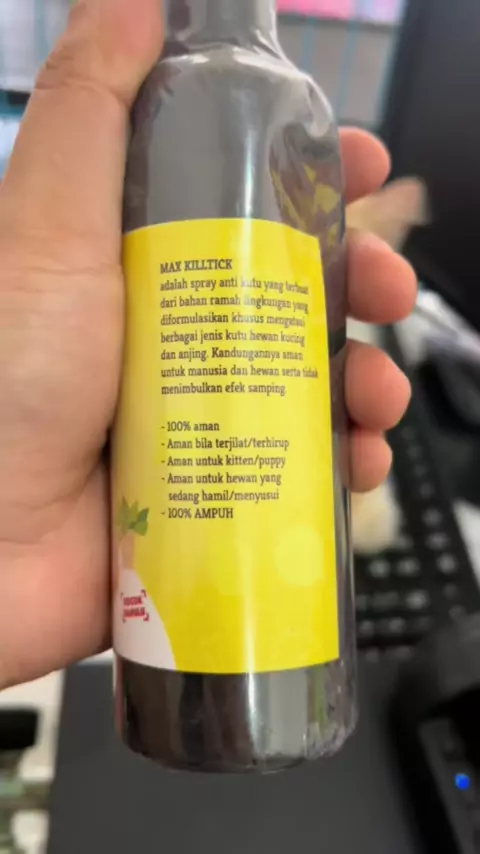 MAX KILLTICK
adalah spray anti kutu yang terbuat
dari bahan ramah lingkungan yang
diformulasikan khusus mengatasi
berbagai jenis kutu hewan kucing
dan anjing. Kandungannya aman
untuk manusia dan hewan serta tidak
menimbulkan efek samping.
- 100% aman
- Aman bila terjilat/terhirup
- Aman untuk kitten/puppy
- Aman untuk hewan yang
sedang hamil/menyusui
- 100% AMPUH